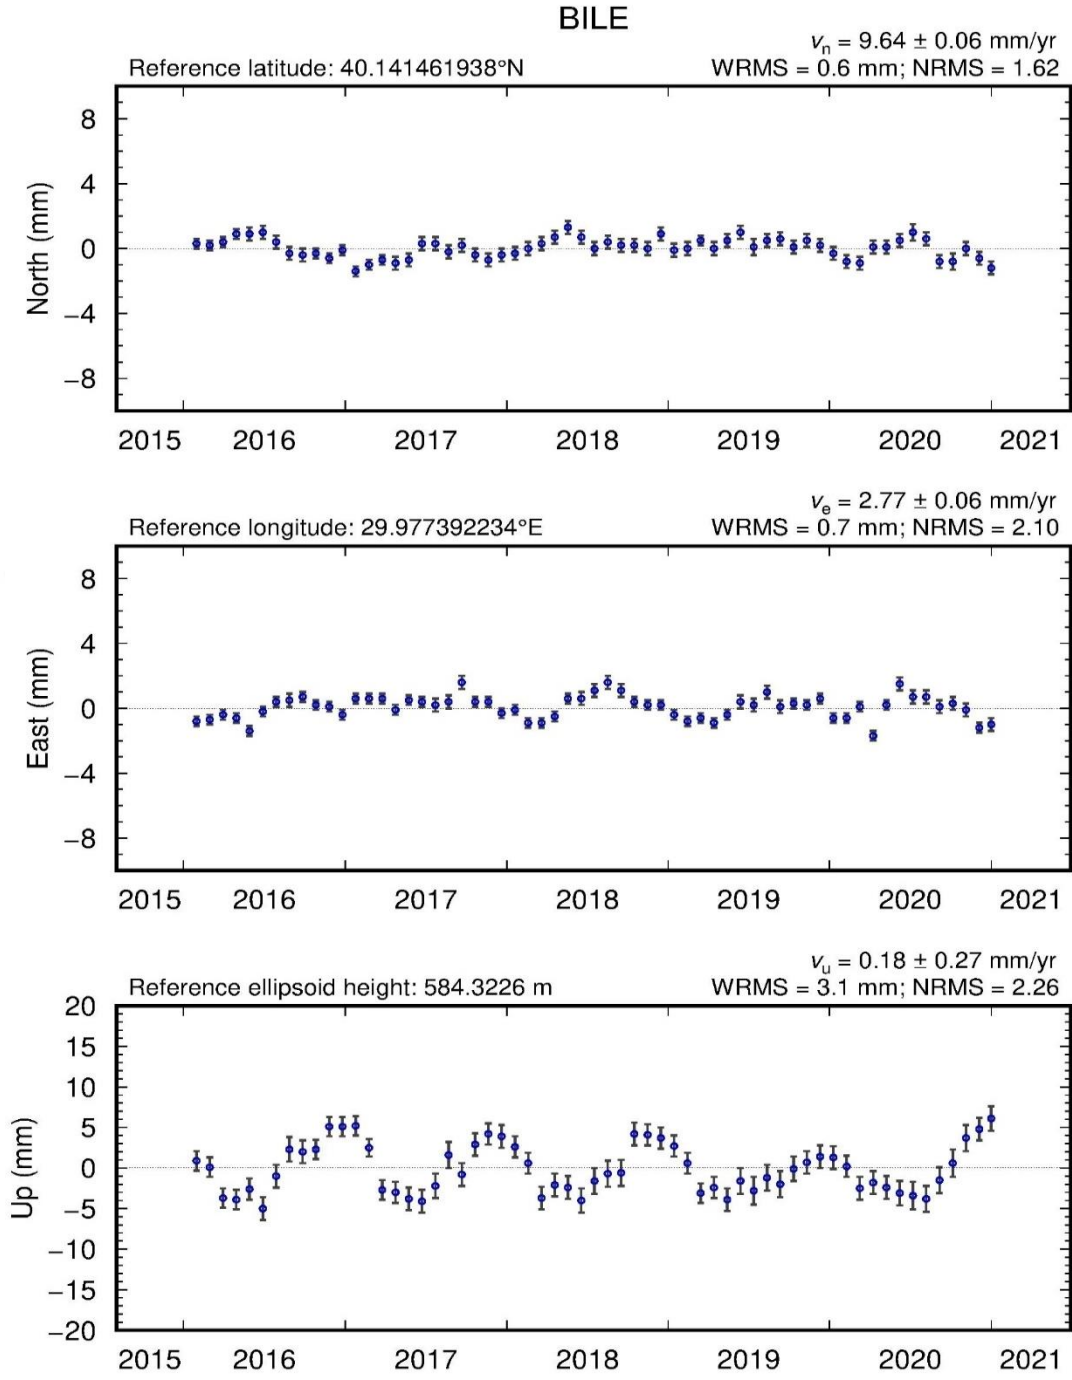 BILE
vn = 9.64 ± 0.06 mm/yr
Reference latitude: 40.141461938°N WRMS = 0.6 mm; NRMS = 1.62
8
4
0
−4
−8
North (mm)
2015 2016 2017 2018 2019 2020 2021
ve = 2.77 ± 0.06 mm/yr
Reference longitude: 29.977392234°E WRMS = 0.7 mm; NRMS = 2.10
8
4
0
−4
−8
East (mm)
2015 2016 2017 2018 2019 2020 2021
vu = 0.18 ± 0.27 mm/yr
Reference ellipsoid height: 584.3226 m WRMS = 3.1 mm; NRMS = 2.26
20
15
10
5
0
−5
−10
−15
−20
Up (mm)
2015 2016 2017 2018 2019 2020 2021